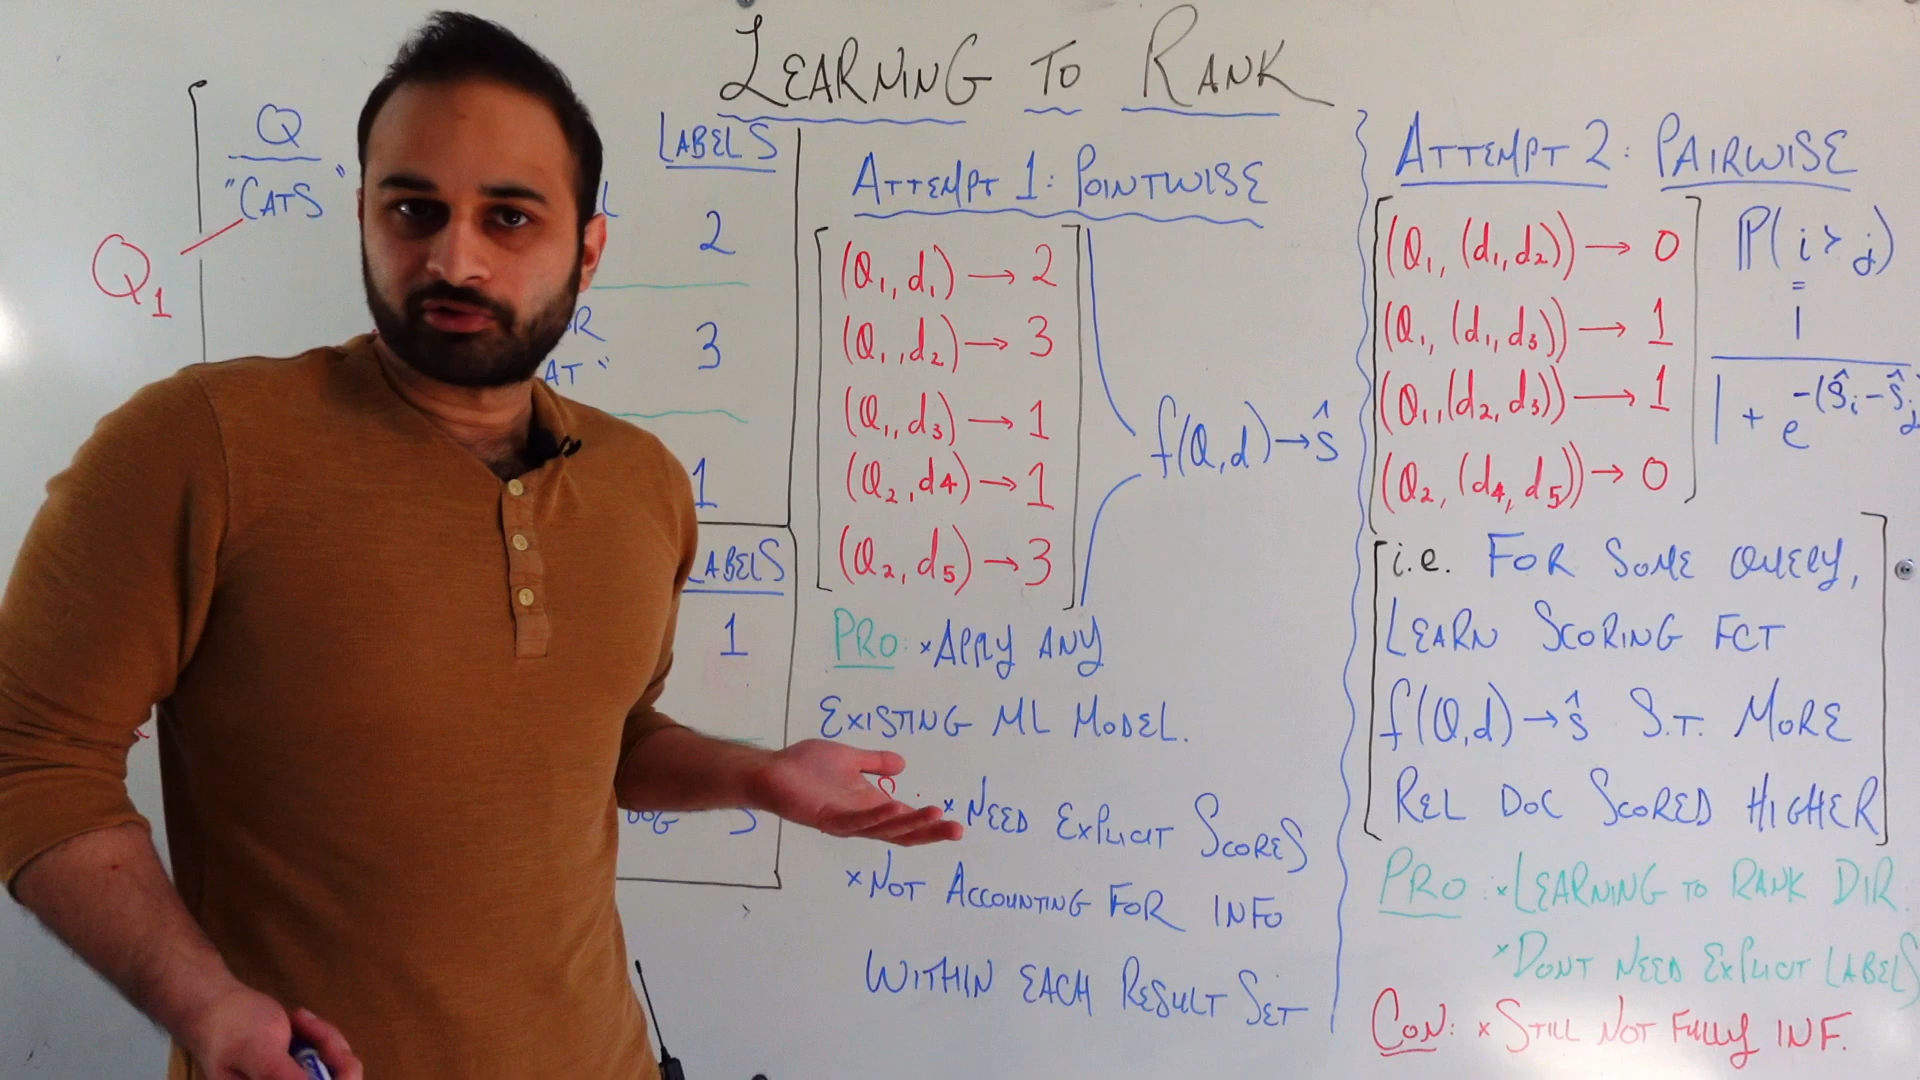 LEARNING TO RANK
Q
"CATS"
Q1
LABELS
2
3
AT"
1
LABELS
1
DOG
ATTEMPT 1: POINTWISE
(Q1, d1) → 2
(Q1, d2) → 3
(Q1, d3) → 1
(Q2, d4) → 1
(Q2, d5) → 3
f(Q,d) → ŝ
PRO: × APPLY ANY
EXISTING ML MODEL.
× NEED EXPLICIT SCORES
× NOT ACCOUNTING FOR INFO
WITHIN EACH RESULT SET
ATTEMPT 2: PAIRWISE
(Q1, (d1, d2)) → 0
(Q1, (d1, d3)) → 1
(Q1, (d2, d3)) → 1
(Q2, (d4, d5)) → 0
P(i > j)
=
1
1 + e^-(ŝi - ŝj
i.e. FOR SOME QUERY,
LEARN SCORING FCT
f(Q,d) → ŝ S.T. MORE
REL DOC SCORED HIGHER
PRO: × LEARNING TO RANK DIR.
× DONT NEED EXPLICIT LABELS
CON: × STILL NOT FULLY INF.